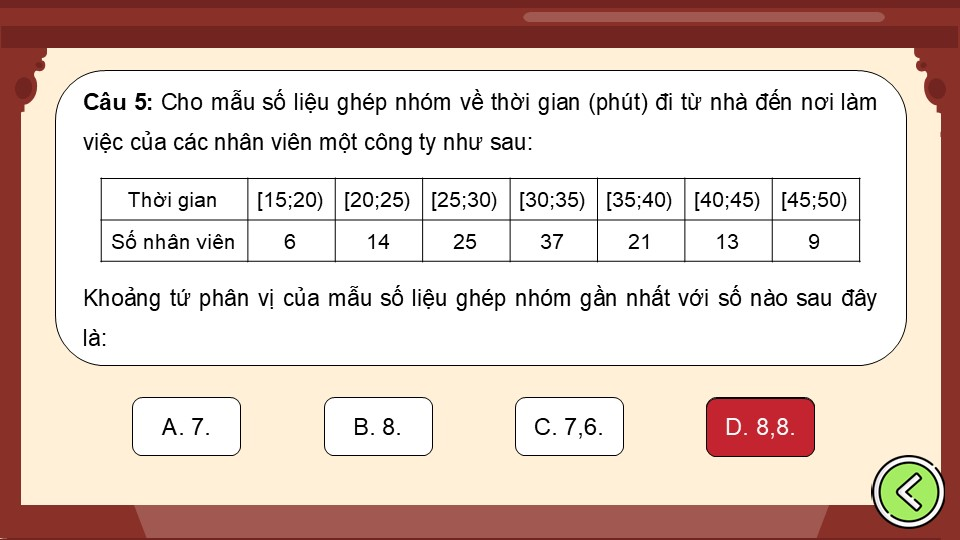 Câu 5: Cho mẫu số liệu ghép nhóm về thời gian (phút) đi từ nhà đến nơi làm
việc của các nhân viên một công ty như sau:
Thời gian [15;20) [20;25) [25;30) [30;35) [35;40) [40;45) [45;50)
Số nhân viên 6 14 25 37 21 13 9
Khoảng tứ phân vị của mẫu số liệu ghép nhóm gần nhất với số nào sau đây
là:
A. 7. B. 8. C. 7,6. D. 8,8.